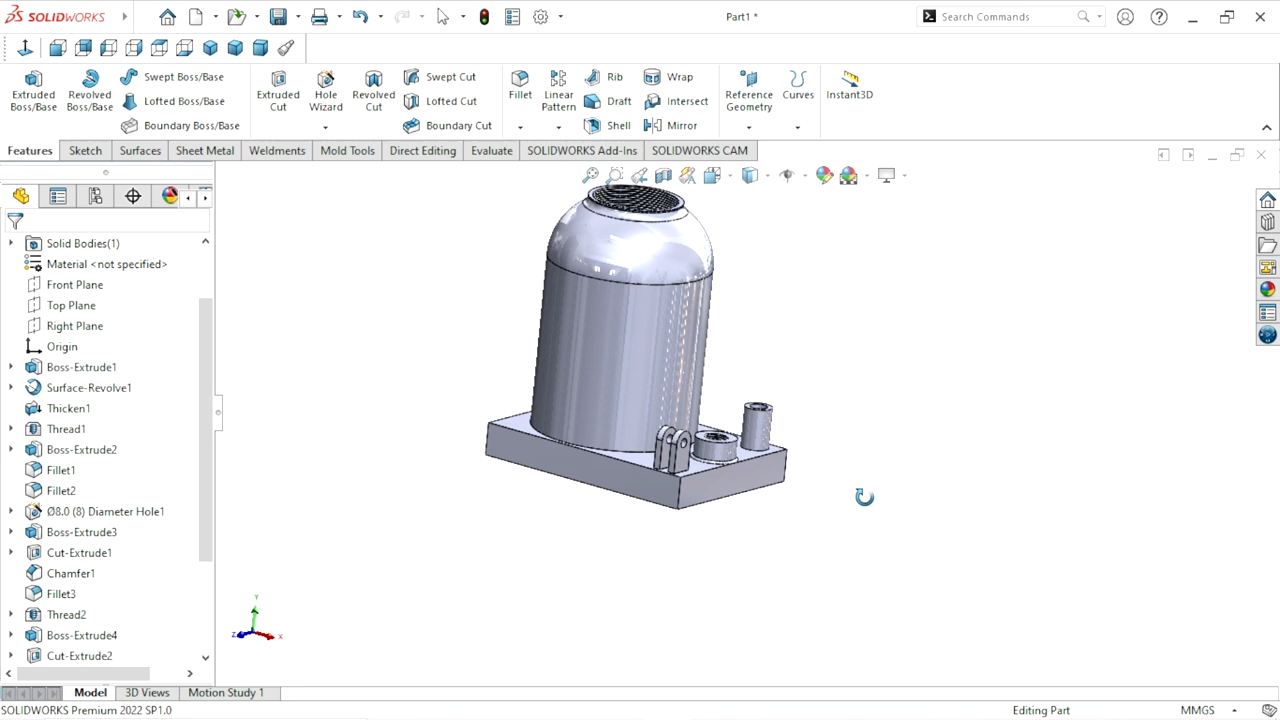 SOLIDWORKS
Part1 *
Search Commands
Extruded Boss/Base
Revolved Boss/Base
Swept Boss/Base
Lofted Boss/Base
Boundary Boss/Base
Extruded Cut
Hole Wizard
Revolved Cut
Swept Cut
Lofted Cut
Boundary Cut
Fillet
Linear Pattern
Rib
Draft
Shell
Wrap
Intersect
Mirror
Reference Geometry
Curves
Instant3D
Features
Sketch
Surfaces
Sheet Metal
Weldments
Mold Tools
Direct Editing
Evaluate
SOLIDWORKS Add-Ins
SOLIDWORKS CAM
Solid Bodies(1)
Material <not specified>
Front Plane
Top Plane
Right Plane
Origin
Boss-Extrude1
Surface-Revolve1
Thicken1
Thread1
Boss-Extrude2
Fillet1
Fillet2
Ø8.0 (8) Diameter Hole1
Boss-Extrude3
Cut-Extrude1
Chamfer1
Fillet3
Thread2
Boss-Extrude4
Cut-Extrude2
Y
Z
X
Model
3D Views
Motion Study 1
SOLIDWORKS Premium 2022 SP1.0
Editing Part
MMGS